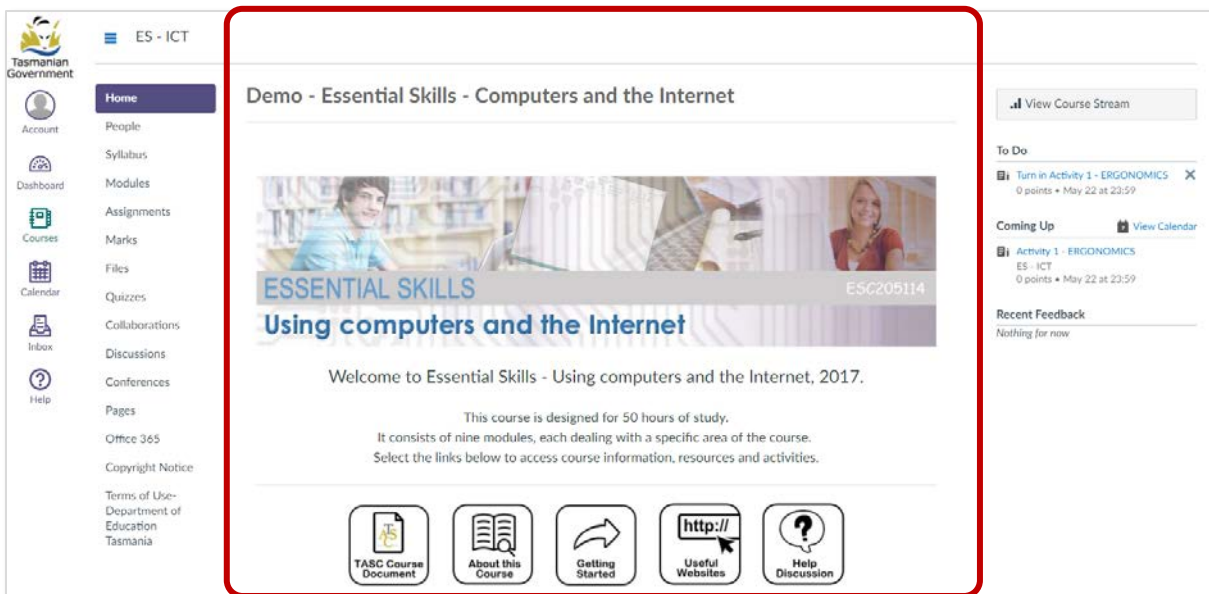 Tasmanian
Government
Account
Dashboard
Courses
Calendar
Inbox
Help
ES - ICT
Home
People
Syllabus
Modules
Assignments
Marks
Files
Quizzes
Collaborations
Discussions
Conferences
Pages
Office 365
Copyright Notice
Terms of Use-
Department of
Education
Tasmania
Demo - Essential Skills - Computers and the Internet
ESSENTIAL SKILLS
ESC205114
Using computers and the Internet
Welcome to Essential Skills - Using computers and the Internet, 2017.
This course is designed for 50 hours of study.
It consists of nine modules, each dealing with a specific area of the course.
Select the links below to access course information, resources and activities.
TASC
TASC Course
Document
About this
Course
Getting
Started
http://
Useful
Websites
?
Help
Discussion
View Course Stream
To Do
Turn in Activity 1 - ERGONOMICS
0 points • May 22 at 23:59
Coming Up
View Calendar
Activity 1 - ERGONOMICS
ES - ICT
0 points • May 22 at 23:59
Recent Feedback
Nothing for now